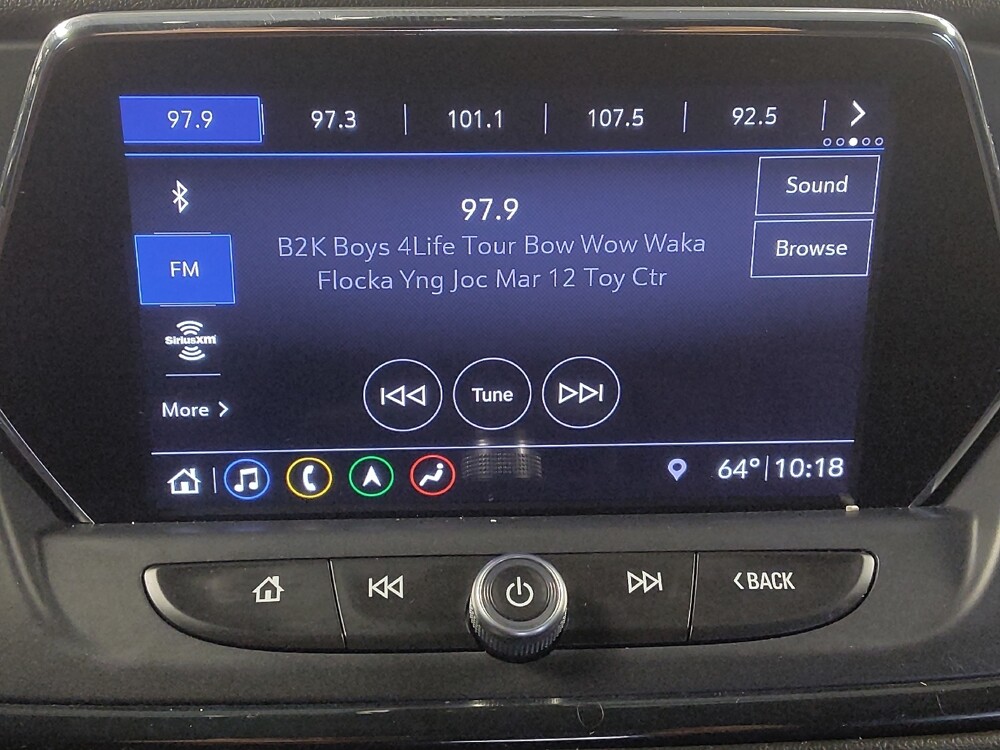 97.9 97.3 101.1 107.5 92.5
Sound
97.9
B2K Boys 4Life Tour Bow Wow Waka
Browse
FM
Flocka Yng Joc Mar 12 Toy Ctr
SiriusXM
Tune
More
64° 10:18
BACK